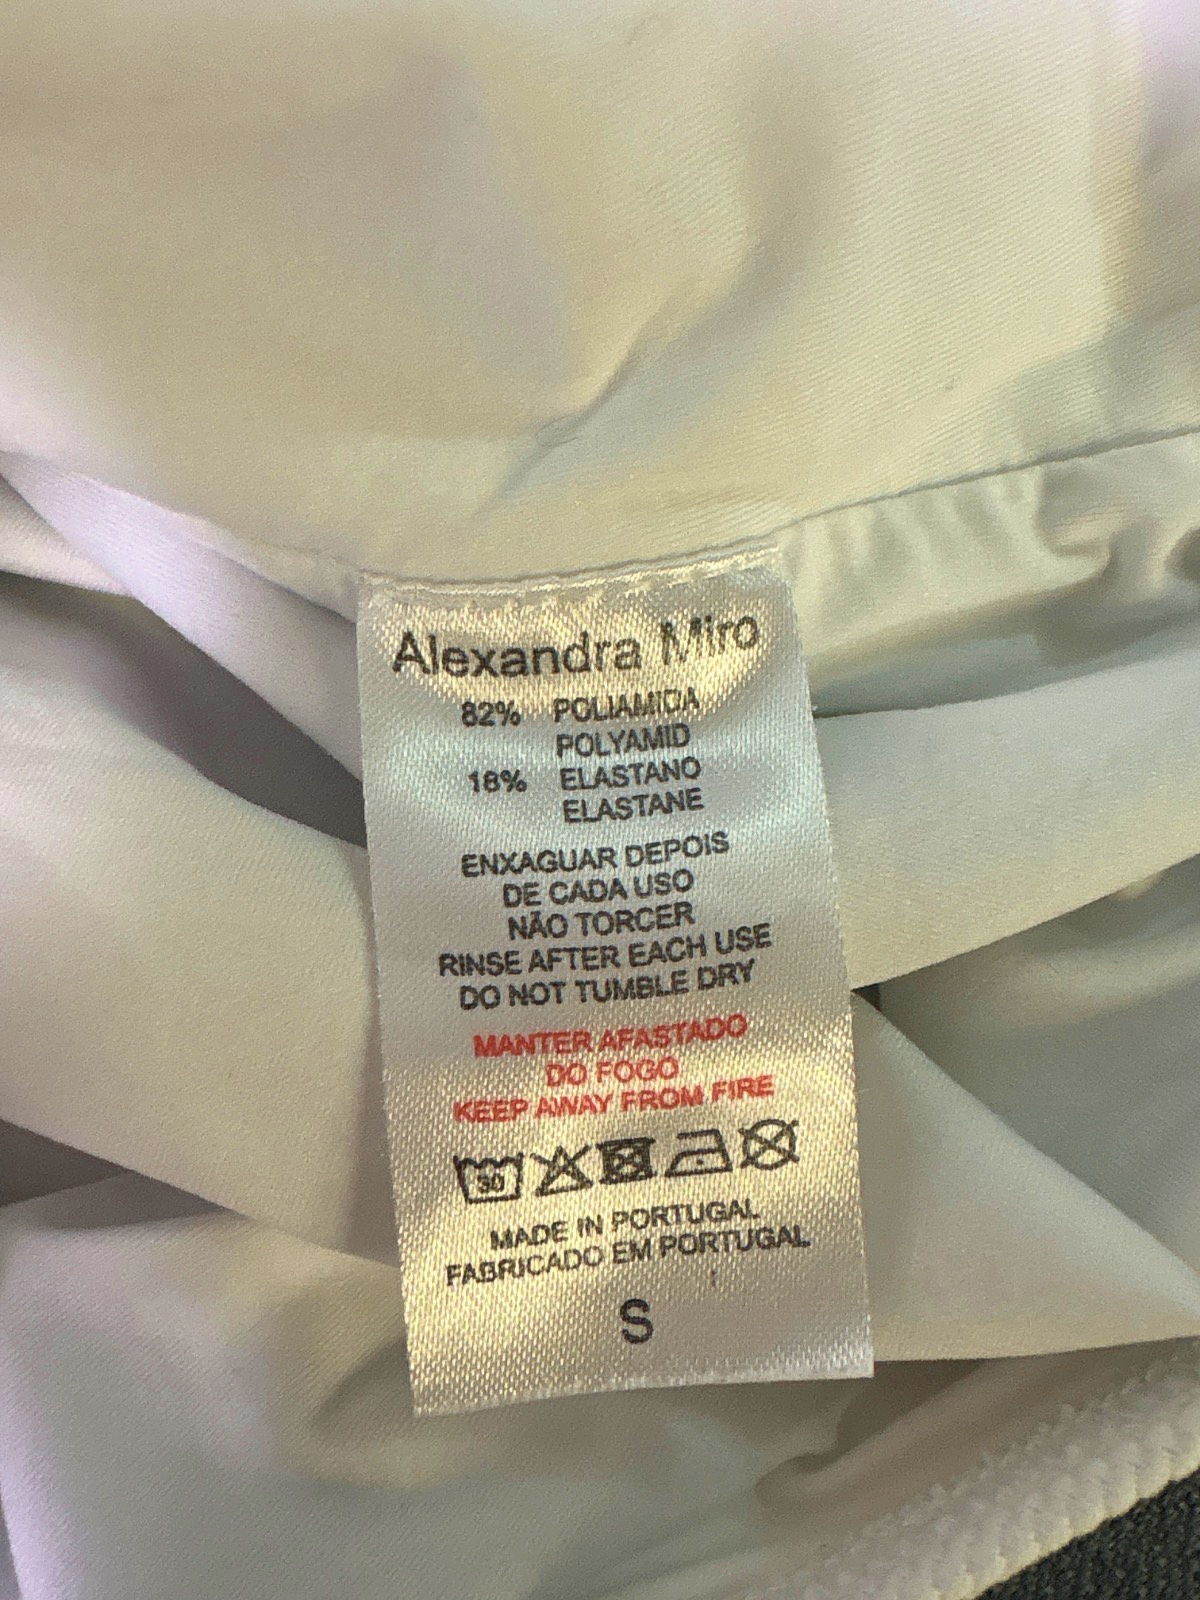 Alexandra Miro
82% POLIAMIDA
POLYAMID
18% ELASTANO
ELASTANE
ENXAGUAR DEPOIS
DE CADA USO
NÃO TORCER
RINSE AFTER EACH USE
DO NOT TUMBLE DRY
MANTER AFASTADO
DO FOGO
KEEP AWAY FROM FIRE
30
MADE IN PORTUGAL
FABRICADO EM PORTUGAL
S